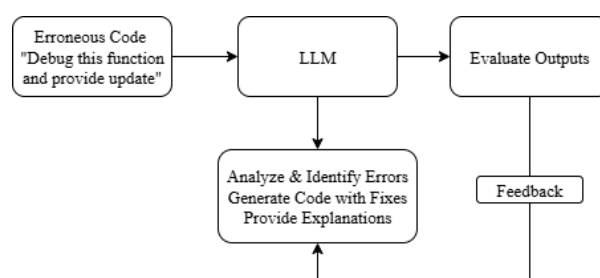 Erroneous Code
"Debug this function
and provide update"
LLM
Evaluate Outputs
Analyze & Identify Errors
Generate Code with Fixes
Provide Explanations
Feedback